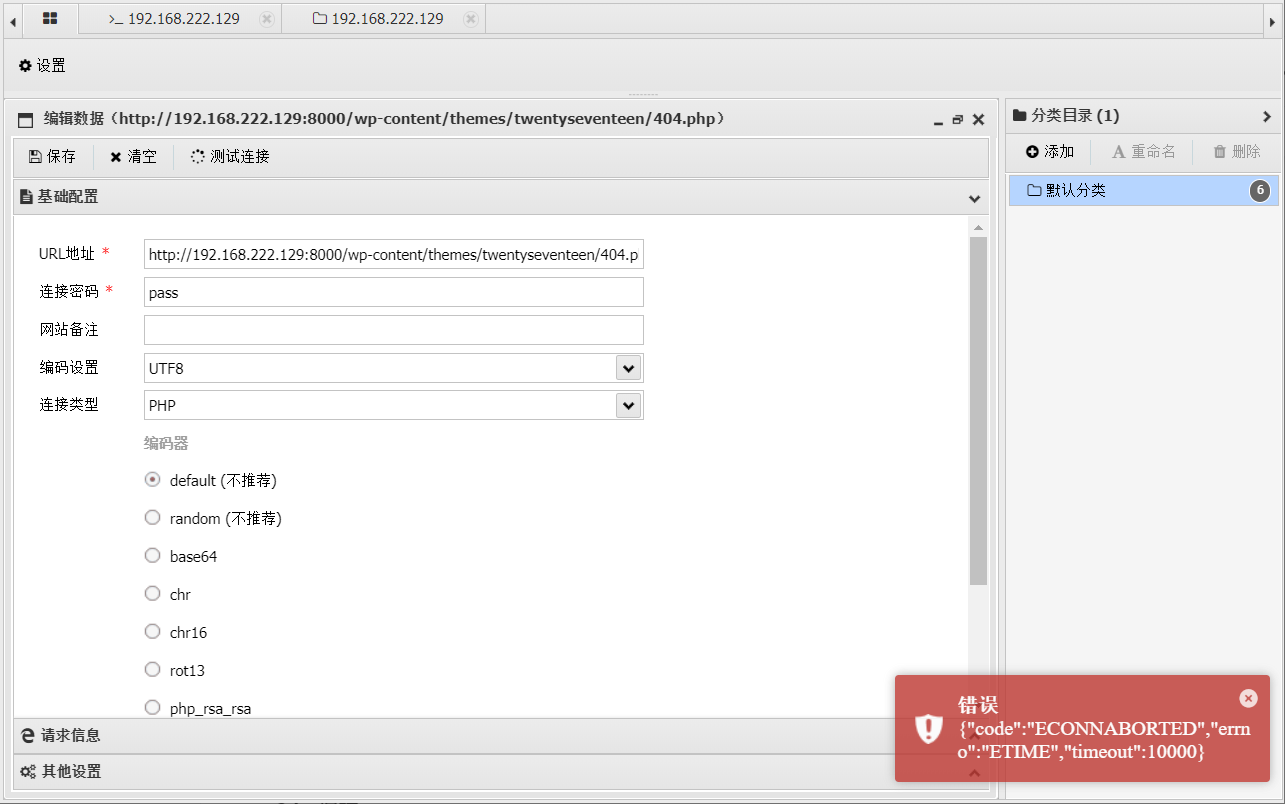 >_ 192.168.222.129
192.168.222.129
设置
编辑数据（http://192.168.222.129:8000/wp-content/themes/twentyseventeen/404.php）
保存 清空 测试连接
基础配置
URL地址 * http://192.168.222.129:8000/wp-content/themes/twentyseventeen/404.p
连接密码 * pass
网站备注
编码设置 UTF8
连接类型 PHP
编码器
default (不推荐)
random (不推荐)
base64
chr
chr16
rot13
php_rsa_rsa
请求信息
其他设置
分类目录 (1)
添加 重命名 删除
默认分类 6
错误
{"code":"ECONNABORTED","errn
o":"ETIME","timeout":10000}